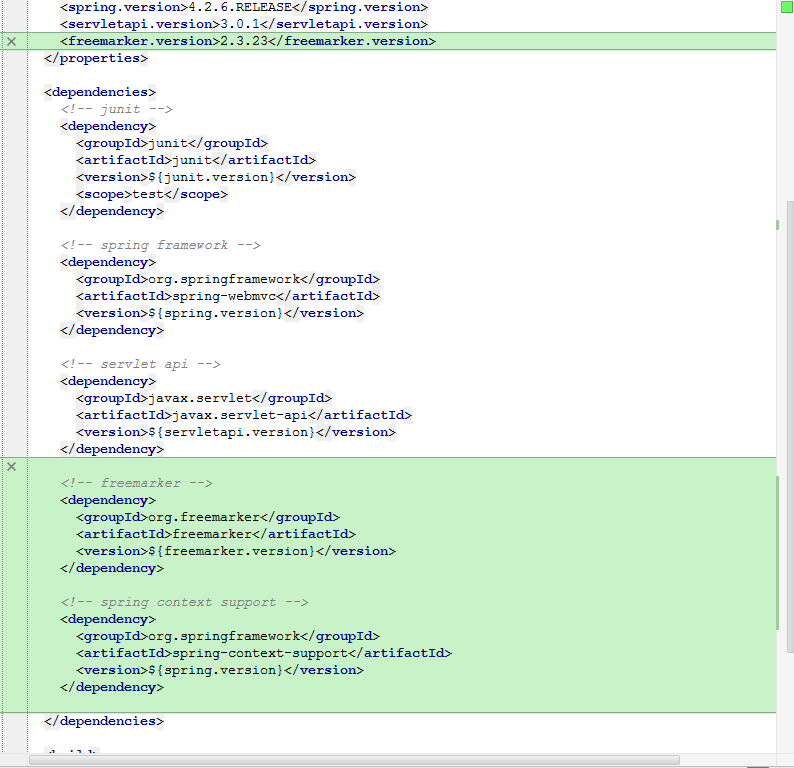 <spring.version>4.2.6.RELEASE</spring.version>
<servletapi.version>3.0.1</servletapi.version>
<freemarker.version>2.3.23</freemarker.version>
</properties>
<dependencies>
<!-- junit -->
<dependency>
<groupId>junit</groupId>
<artifactId>junit</artifactId>
<version>${junit.version}</version>
<scope>test</scope>
</dependency>
<!-- spring framework -->
<dependency>
<groupId>org.springframework</groupId>
<artifactId>spring-webmvc</artifactId>
<version>${spring.version}</version>
</dependency>
<!-- servlet api -->
<dependency>
<groupId>javax.servlet</groupId>
<artifactId>javax.servlet-api</artifactId>
<version>${servletapi.version}</version>
</dependency>
<!-- freemarker -->
<dependency>
<groupId>org.freemarker</groupId>
<artifactId>freemarker</artifactId>
<version>${freemarker.version}</version>
</dependency>
<!-- spring context support -->
<dependency>
<groupId>org.springframework</groupId>
<artifactId>spring-context-support</artifactId>
<version>${spring.version}</version>
</dependency>
</dependencies>